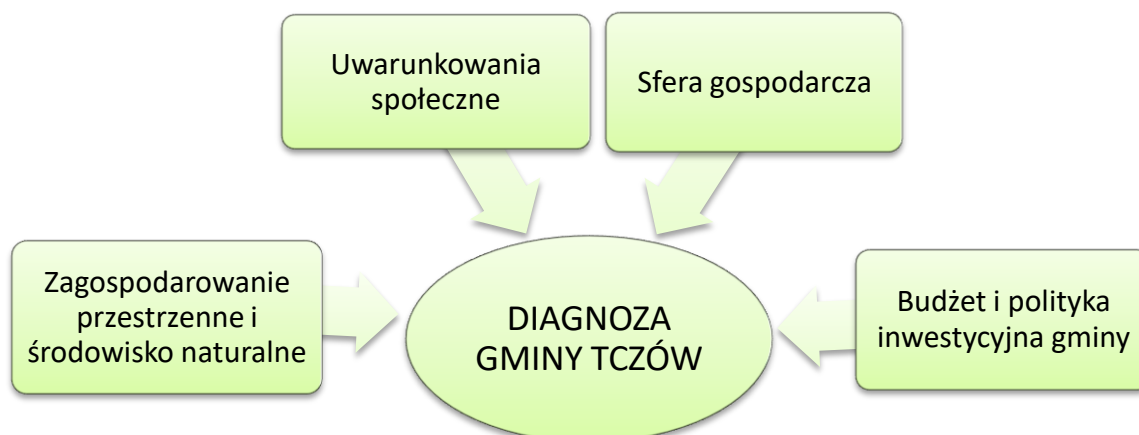 Uwarunkowania
społeczne
Sfera gospodarcza
Zagospodarowanie
przestrzenne i
środowisko naturalne
DIAGNOZA
GMINY TCZÓW
Budżet i polityka
inwestycyjna gminy